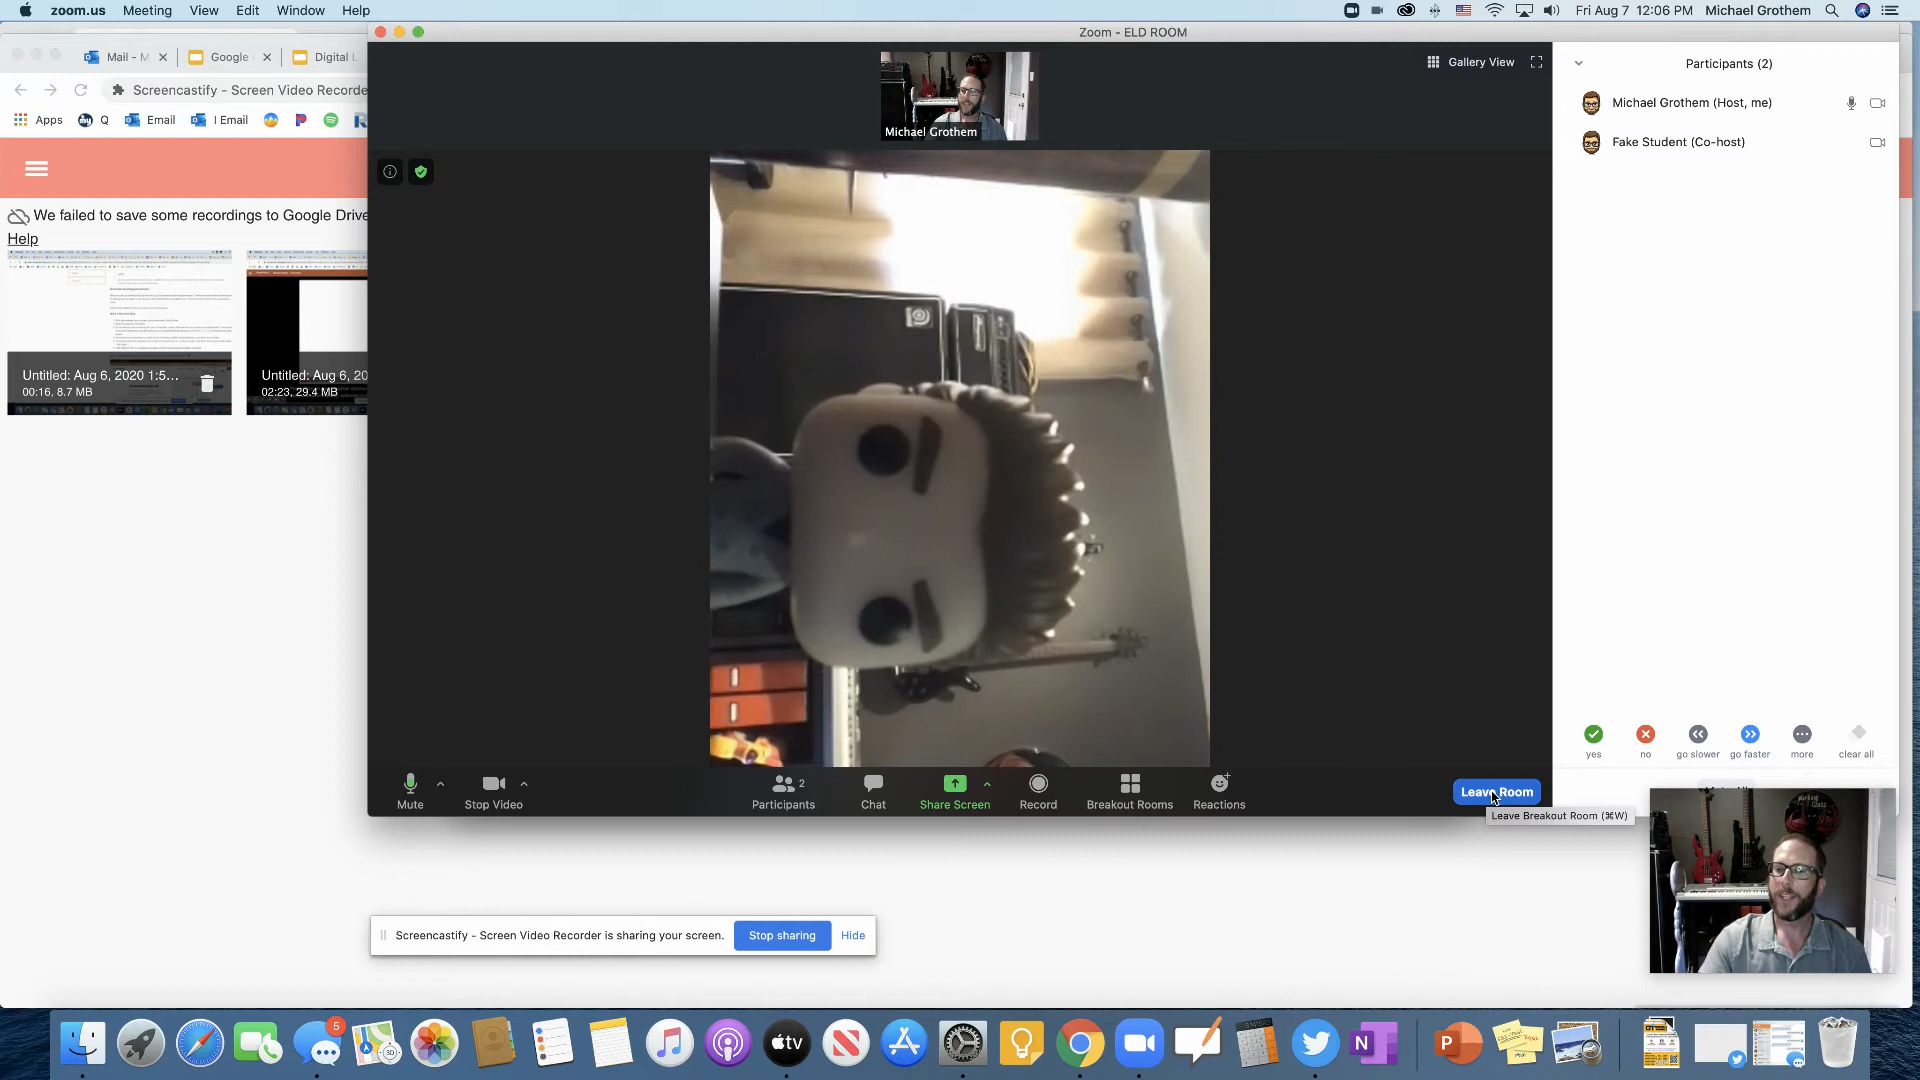 zoom.us Meeting View Edit Window Help
Fri Aug 7 12:06 PM Michael Grothem
Zoom - ELD ROOM
Mail - M
Google
Digital L
Screencastify - Screen Video Recorde
Apps
Q
Email
I Email
We failed to save some recordings to Google Drive
Help
Untitled: Aug 6, 2020 1:5...
00:16, 8.7 MB
Untitled: Aug 6, 20
02:23, 29.4 MB
Michael Grothem
Gallery View
Participants (2)
Michael Grothem (Host, me)
Fake Student (Co-host)
yes
no
go slower
go faster
more
clear all
Mute
Stop Video
2
Participants
Chat
Share Screen
Record
Breakout Rooms
Reactions
Leave Room
Leave Breakout Room (⌘W)
Screencastify - Screen Video Recorder is sharing your screen.
Stop sharing
Hide
5
3D
tv
N
P